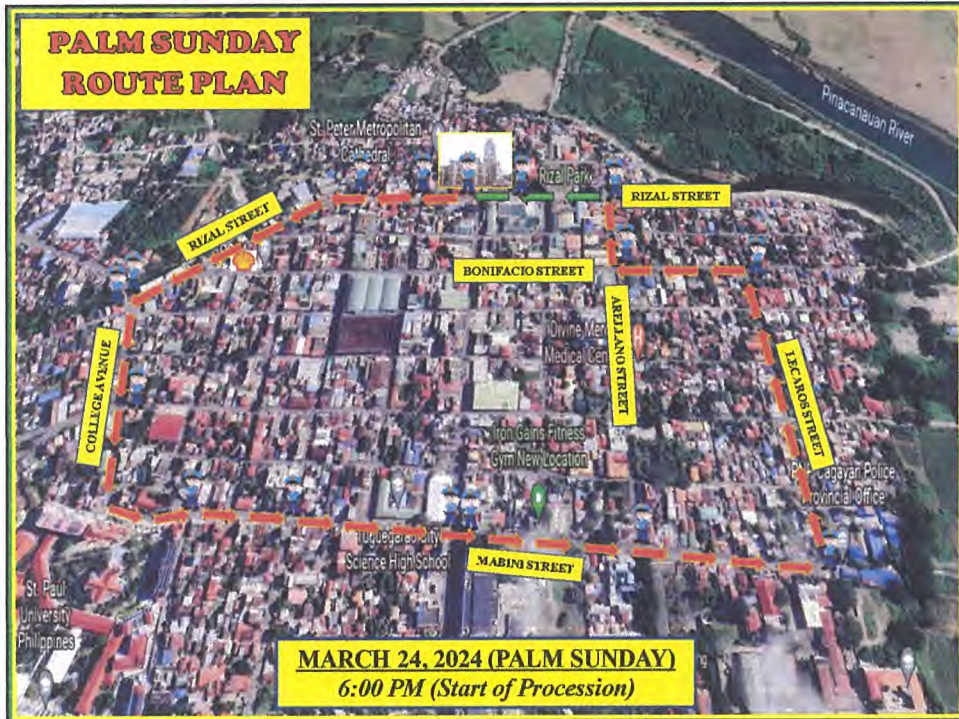 PALM SUNDAY
ROUTE PLAN
Pinacanauan River
St. Peter Metropolitan
Cathedral
Rizal Park
RIZAL STREET
RIZAL STREET
BONIFACIO STREET
ARELLANO STREET
Divine Mer
Medical Cen
LECAROS STREET
COLLEGE AVENUE
Iron Gains Fitness
Gym New Location
Cagayan Police
Provincial Office
Tuguegarao City
Science High School
MABINI STREET
St. Paul
University
Philippines
MARCH 24, 2024 (PALM SUNDAY)
6:00 PM (Start of Procession)